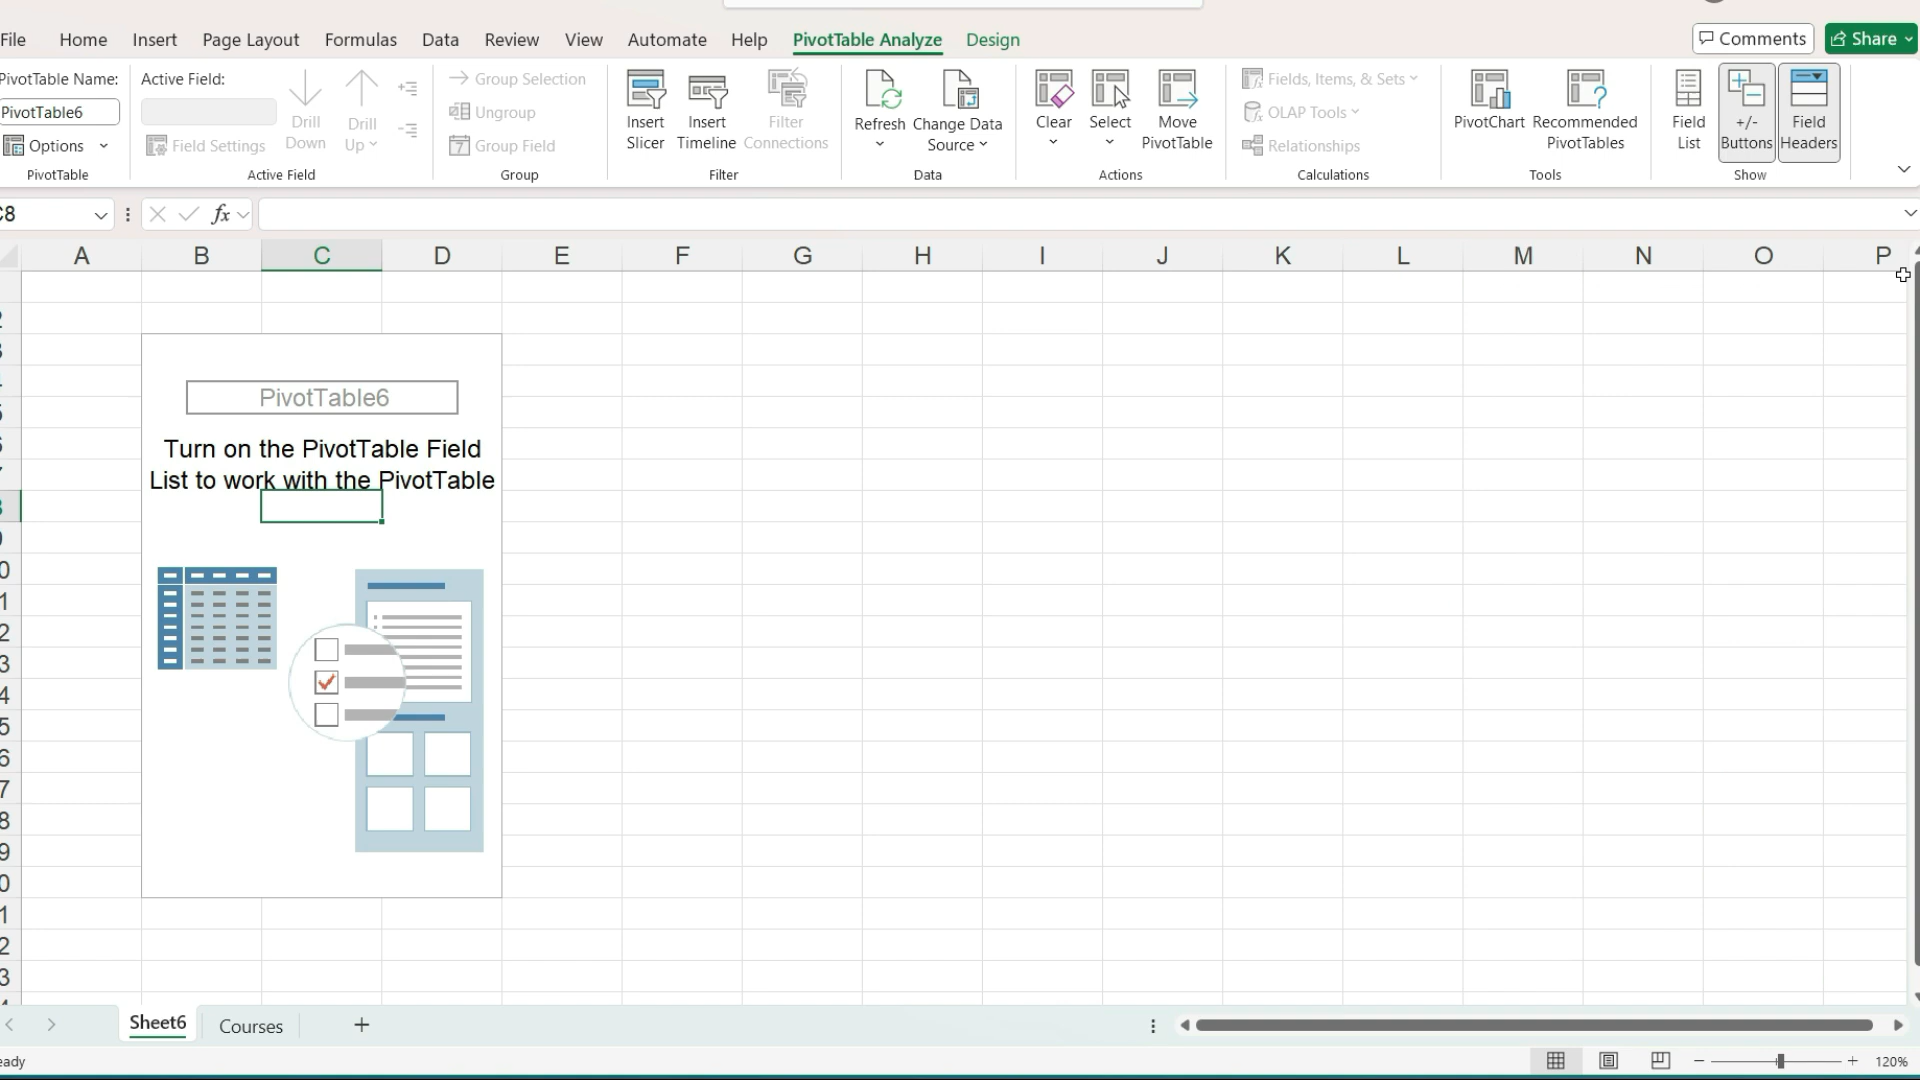 File Home Insert Page Layout Formulas Data Review View Automate Help PivotTable Analyze Design Comments Share
PivotTable Name:
PivotTable6
Options
PivotTable
Active Field:
Field Settings
Drill Down
Drill Up
Active Field
Group Selection
Ungroup
Group Field
Group
Insert Slicer
Insert Timeline
Filter Connections
Filter
Refresh
Change Data Source
Data
Clear
Select
Move PivotTable
Actions
Fields, Items, & Sets
OLAP Tools
Relationships
Calculations
PivotChart
Recommended PivotTables
Tools
Field List
+/- Buttons
Field Headers
Show
C8 fx
A B C D E F G H I J K L M N O P
PivotTable6
Turn on the PivotTable Field
List to work with the PivotTable
Sheet6 Courses
120%